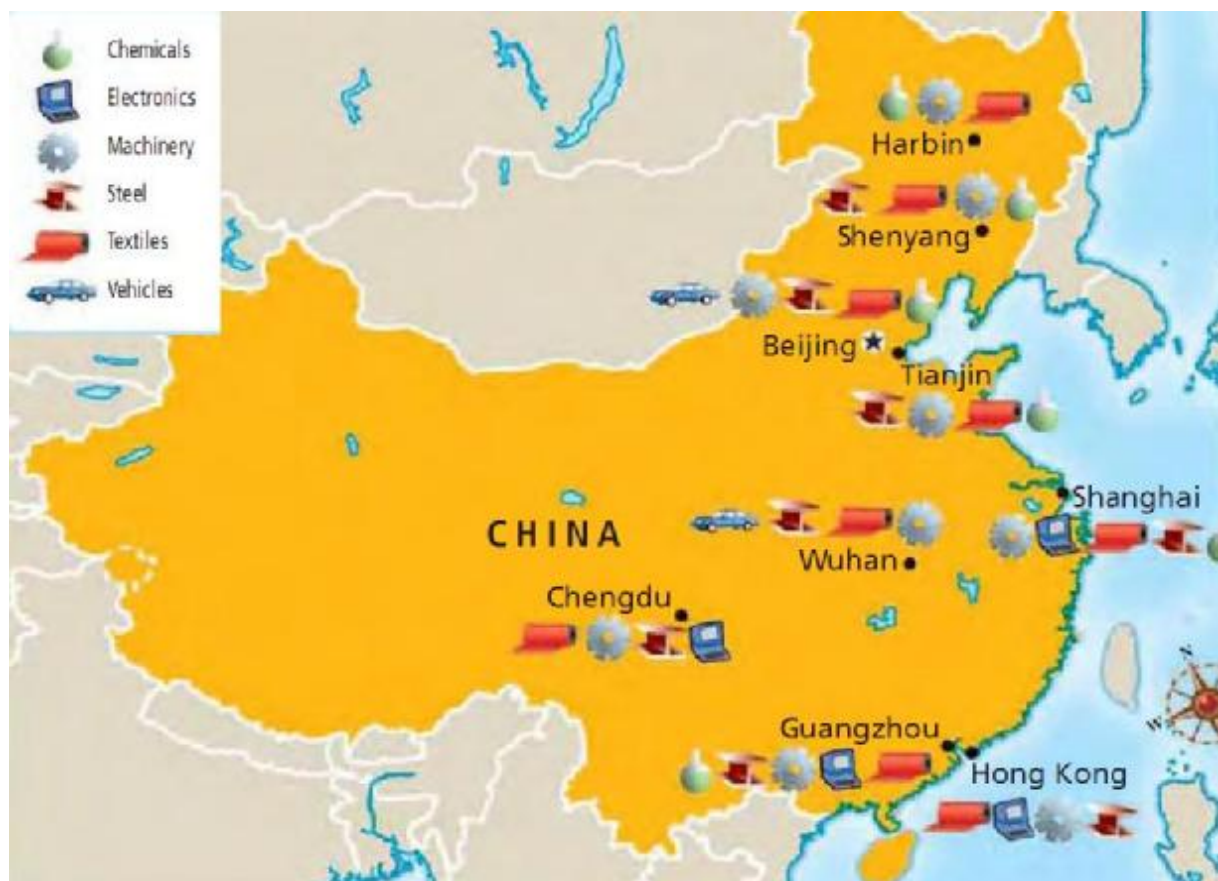 Chemicals
Electronics
Machinery
Steel
Textiles
Vehicles
Harbin
Shenyang
Beijing
Tianjin
Shanghai
CHINA
Wuhan
Chengdu
Guangzhou
Hong Kong
N
W